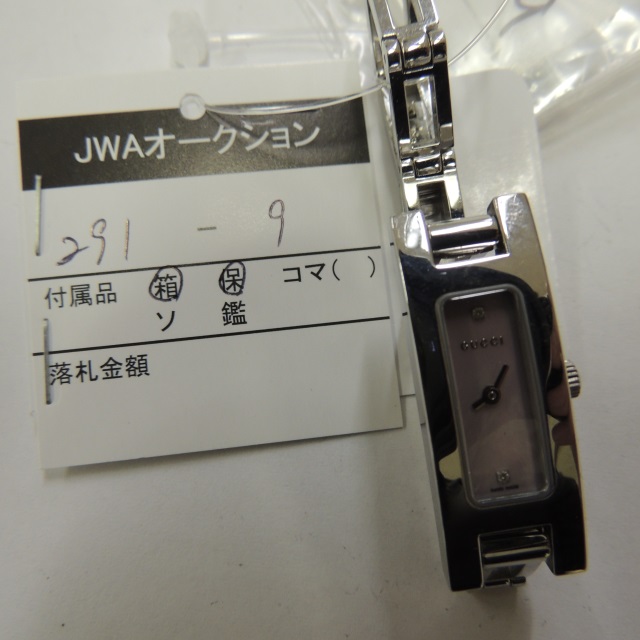 JWAオークション
291 - 9
付属品 箱 保 コマ( )
ソ 鑑
落札金額
GUCCI